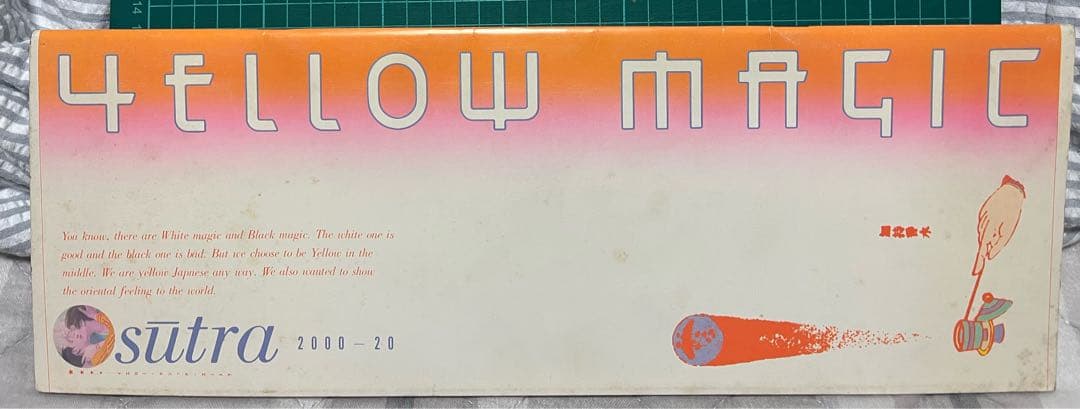 14
YELLOW MAGIC
You know, there are White magic and Black magic. The white one is
good and the black one is bad. But we choose to be Yellow in the
middle. We are yellow Japnese any way. We also wanted to show
the oriental feeling to the world.
sūtra 2000-20